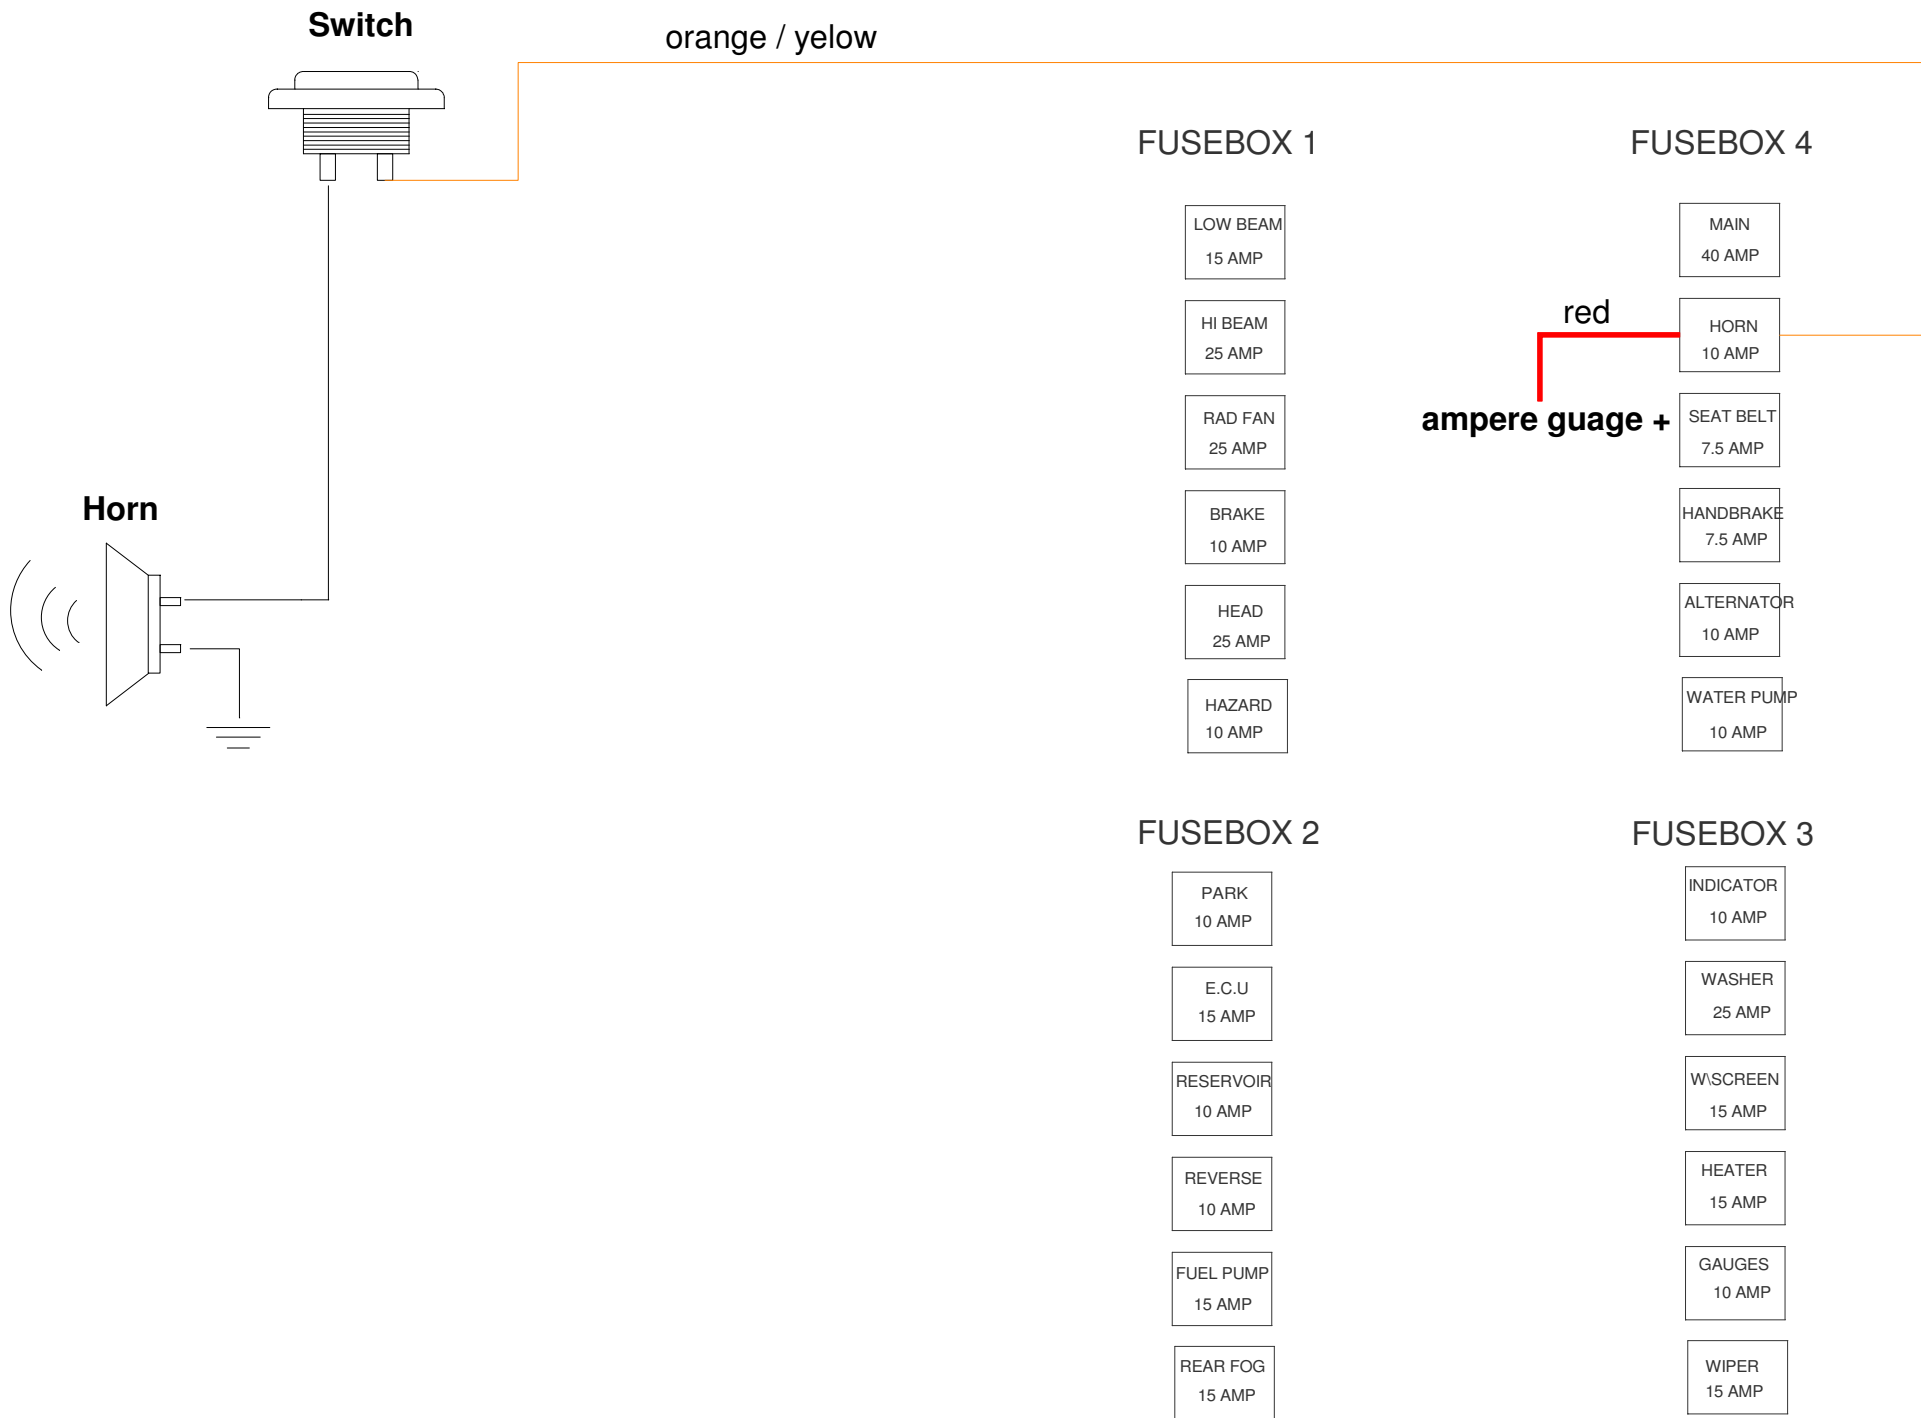 Switch
orange / yelow
FUSEBOX 1
LOW BEAM
15 AMP
HI BEAM
25 AMP
RAD FAN
25 AMP
BRAKE
10 AMP
HEAD
25 AMP
HAZARD
10 AMP
FUSEBOX 4
MAIN
40 AMP
red
HORN
10 AMP
ampere guage +
SEAT BELT
7.5 AMP
HANDBRAKE
7.5 AMP
ALTERNATOR
10 AMP
WATER PUMP
10 AMP
Horn
FUSEBOX 2
PARK
10 AMP
E.C.U
15 AMP
RESERVOIR
10 AMP
REVERSE
10 AMP
FUEL PUMP
15 AMP
REAR FOG
15 AMP
FUSEBOX 3
INDICATOR
10 AMP
WASHER
25 AMP
W\SCREEN
15 AMP
HEATER
15 AMP
GAUGES
10 AMP
WIPER
15 AMP